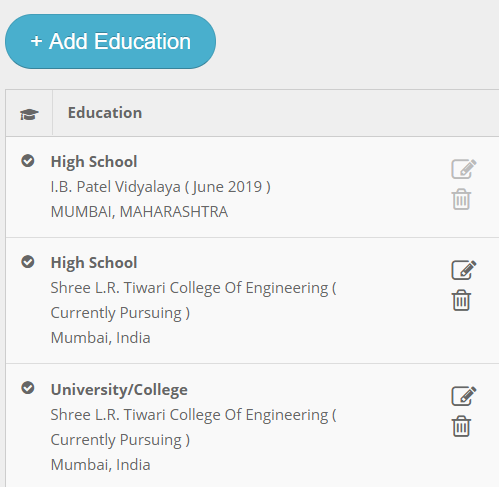 + Add Education
Education
High School
I.B. Patel Vidyalaya ( June 2019 )
MUMBAI, MAHARASHTRA
High School
Shree L.R. Tiwari College Of Engineering (
Currently Pursuing )
Mumbai, India
University/College
Shree L.R. Tiwari College Of Engineering (
Currently Pursuing )
Mumbai, India